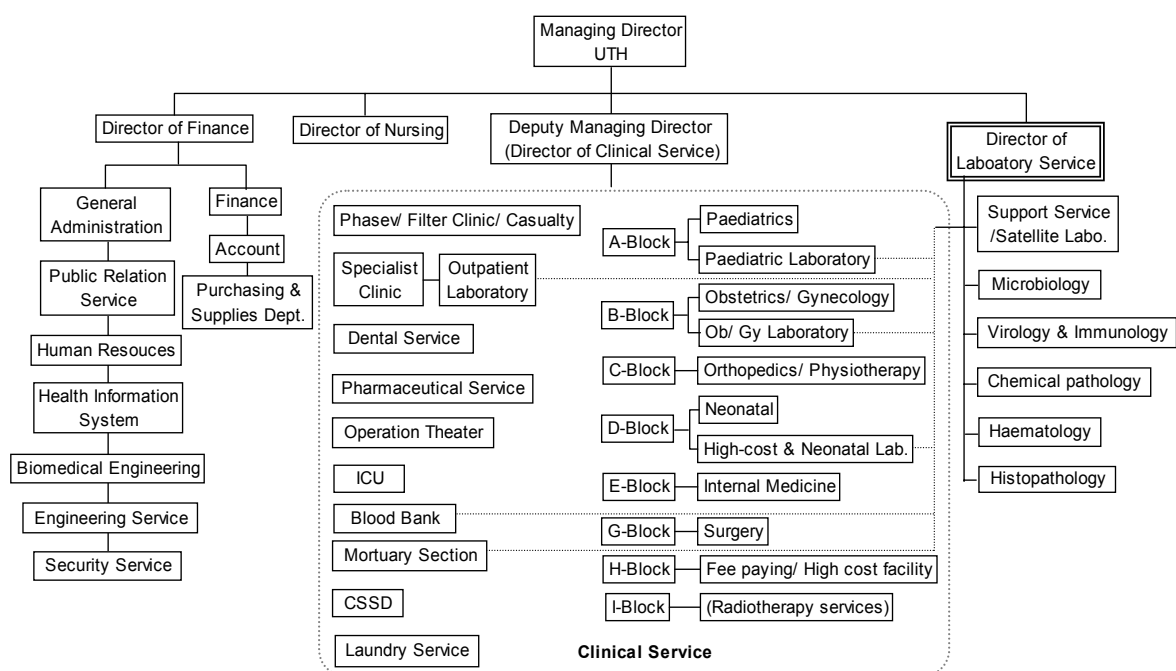 Managing Director
UTH
Director of Finance
Director of Nursing
Deputy Managing Director
(Director of Clinical Service)
Director of
Laboatory Service
General
Administration
Public Relation
Service
Human Resouces
Health Information
System
Biomedical Engineering
Engineering Service
Security Service
Finance
Account
Purchasing &
Supplies Dept.
Phasev/ Filter Clinic/ Casualty
Specialist
Clinic
Outpatient
Laboratory
Dental Service
Pharmaceutical Service
Operation Theater
ICU
Blood Bank
Mortuary Section
CSSD
Laundry Service
A-Block
Paediatrics
Paediatric Laboratory
B-Block
Obstetrics/ Gynecology
Ob/ Gy Laboratory
C-Block
Orthopedics/ Physiotherapy
D-Block
Neonatal
High-cost & Neonatal Lab.
E-Block
Internal Medicine
G-Block
Surgery
H-Block
Fee paying/ High cost facility
I-Block
(Radiotherapy services)
Clinical Service
Support Service
/Satellite Labo.
Microbiology
Virology & Immunology
Chemical pathology
Haematology
Histopathology